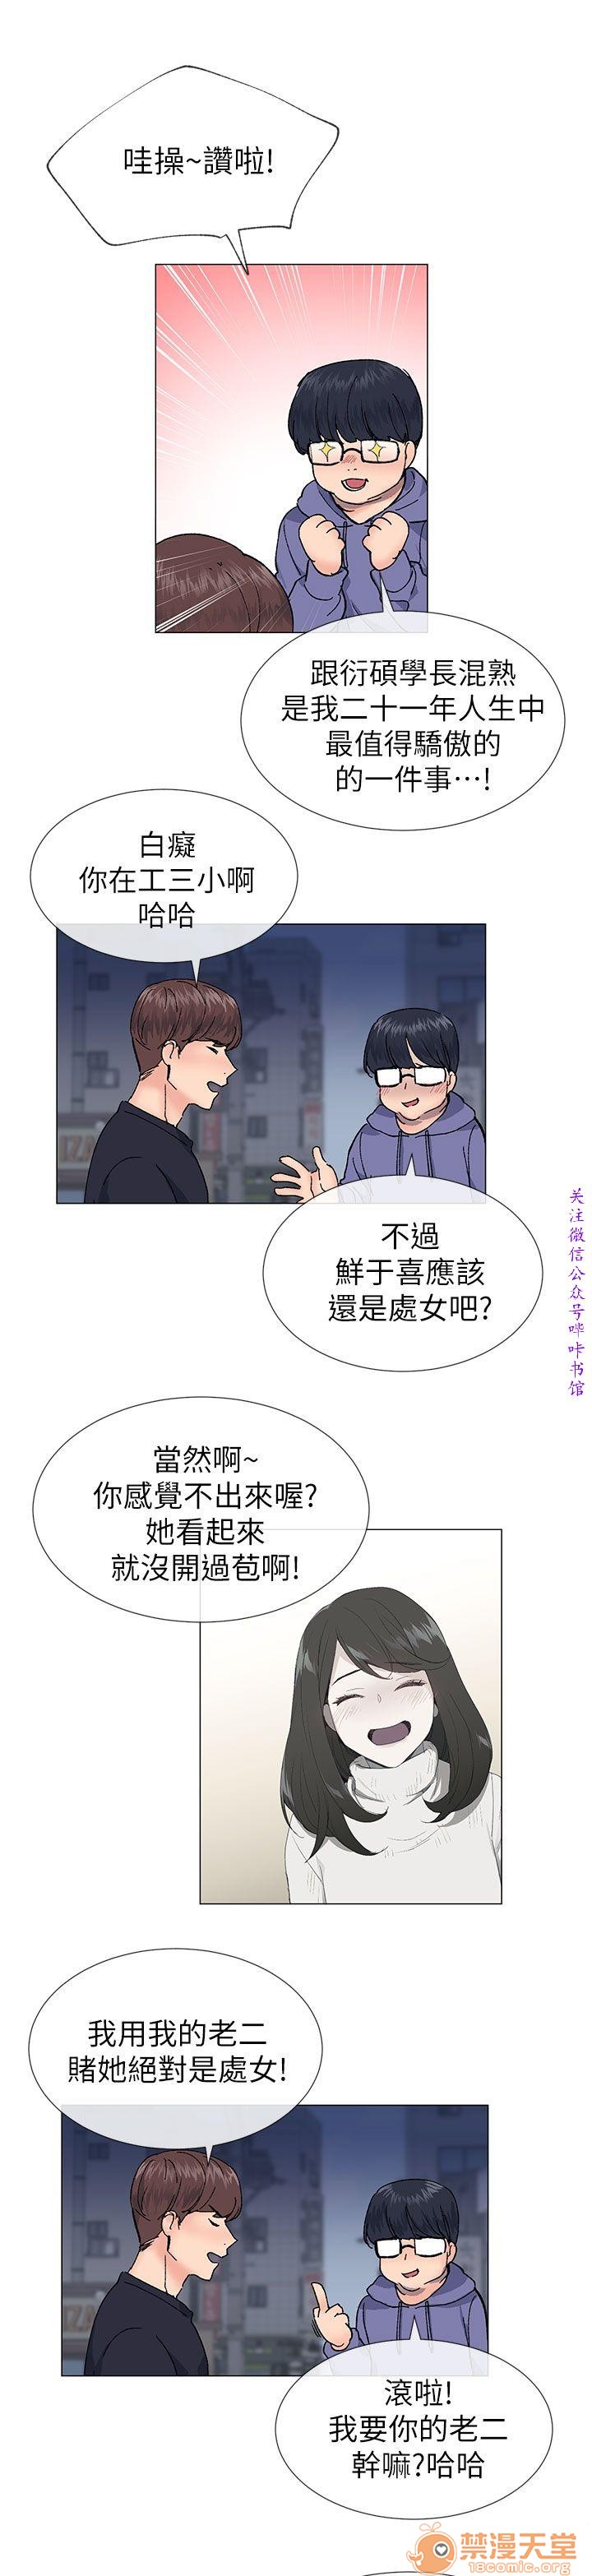 哇操~讚啦!
跟衍碩學長混熟
是我二十一年人生中
最值得驕傲的
的一件事…!
白癡
你在工三小啊
哈哈
IZA
不過
鮮于喜應該
還是處女吧?
关注微信公众号哔咔书馆
當然啊~
你感覺不出來喔?
她看起來
就沒開過苞啊!
我用我的老二
賭她絕對是處女!
IZA
滾啦!
我要你的老二
幹嘛?哈哈
禁漫天堂
18comic.org